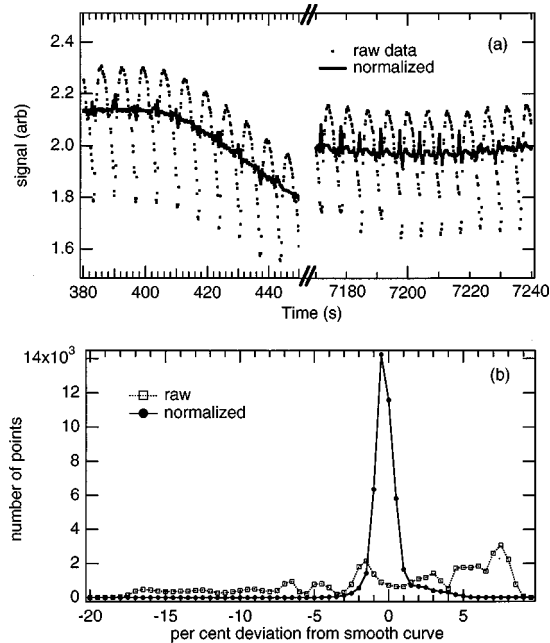 2.4
2.2
2.0
1.8
1.6
signal (arb)
(a)
raw data
normalized
380 400 420 440 7180 7200 7220 7240
Time (s)
14x10³
12
10
8
6
4
2
0
number of points
(b)
raw
normalized
-20 -15 -10 -5 0 5
per cent deviation from smooth curve